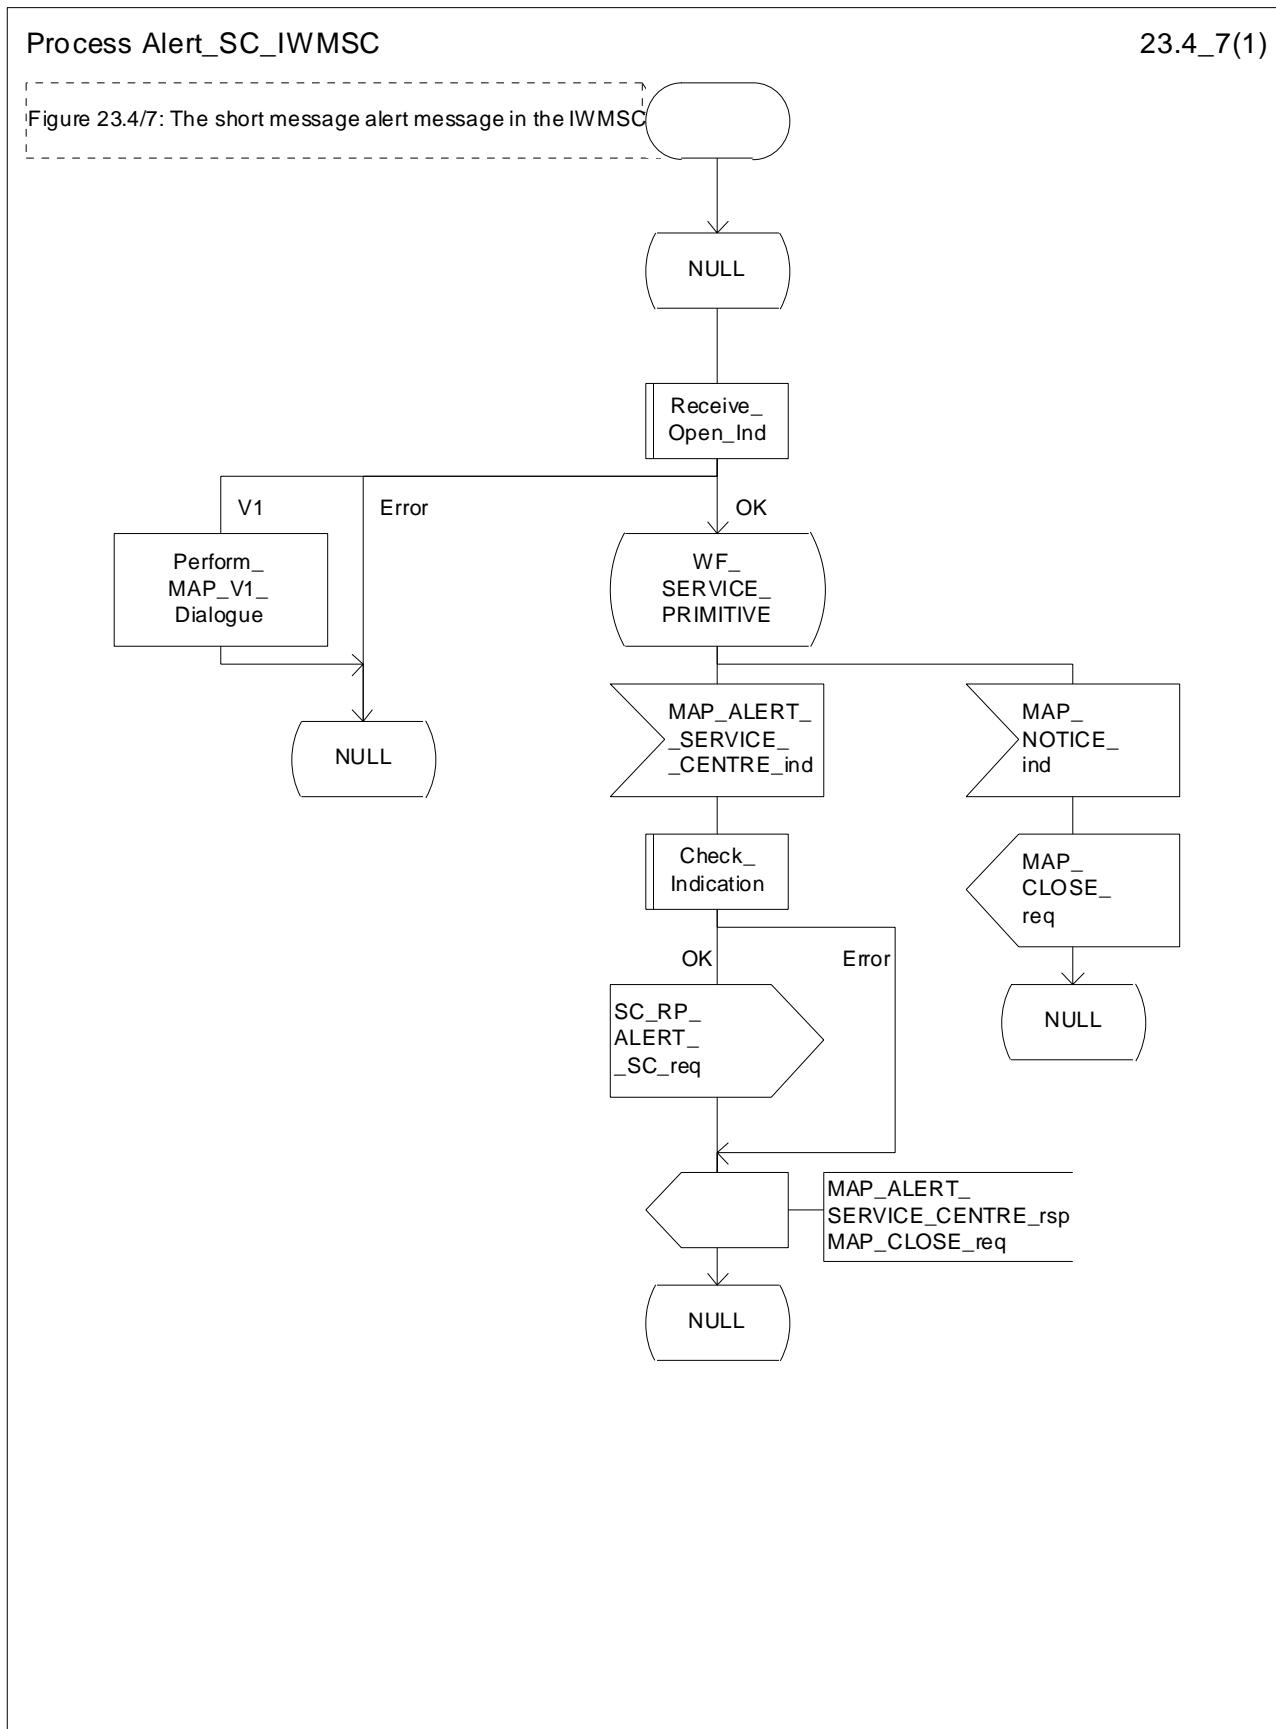 Process Alert_SC_IWMSC
23.4_7(1)
Figure 23.4/7: The short message alert message in the IWMSC
NULL
Receive_
Open_Ind
V1
Error
OK
Perform_
MAP_V1_
Dialogue
WF_
SERVICE_
PRIMITIVE
NULL
MAP_ALERT_
_SERVICE_
_CENTRE_ind
MAP_
NOTICE_
ind
Check_
Indication
MAP_
CLOSE_
req
OK
Error
SC_RP_
ALERT_
_SC_req
NULL
MAP_ALERT_
SERVICE_CENTRE_rsp
MAP_CLOSE_req
NULL